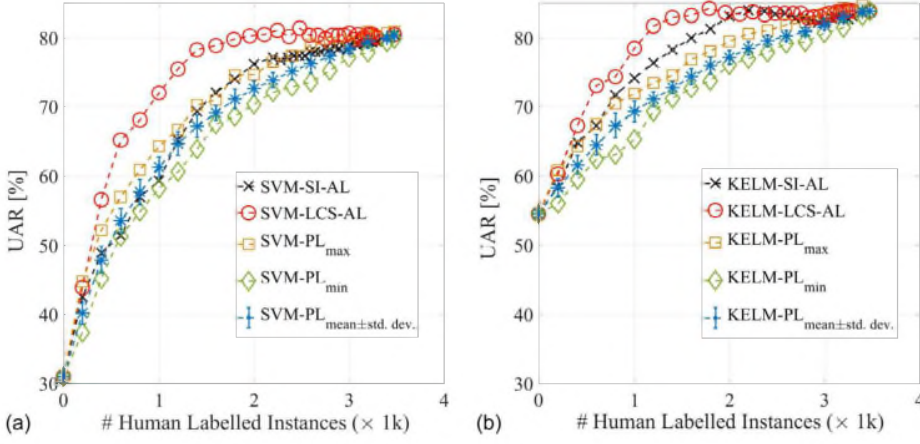 80
70
60
50
40
30
UAR [%]
SVM-SI-AL
SVM-LCS-AL
SVM-PLmax
SVM-PLmin
SVM-PLmean±std. dev.
0 1 2 3 4
(a) # Human Labelled Instances (× 1k)
80
70
60
50
40
30
UAR [%]
KELM-SI-AL
KELM-LCS-AL
KELM-PLmax
KELM-PLmin
KELM-PLmean±std. dev.
0 1 2 3 4
(b) # Human Labelled Instances (× 1k)